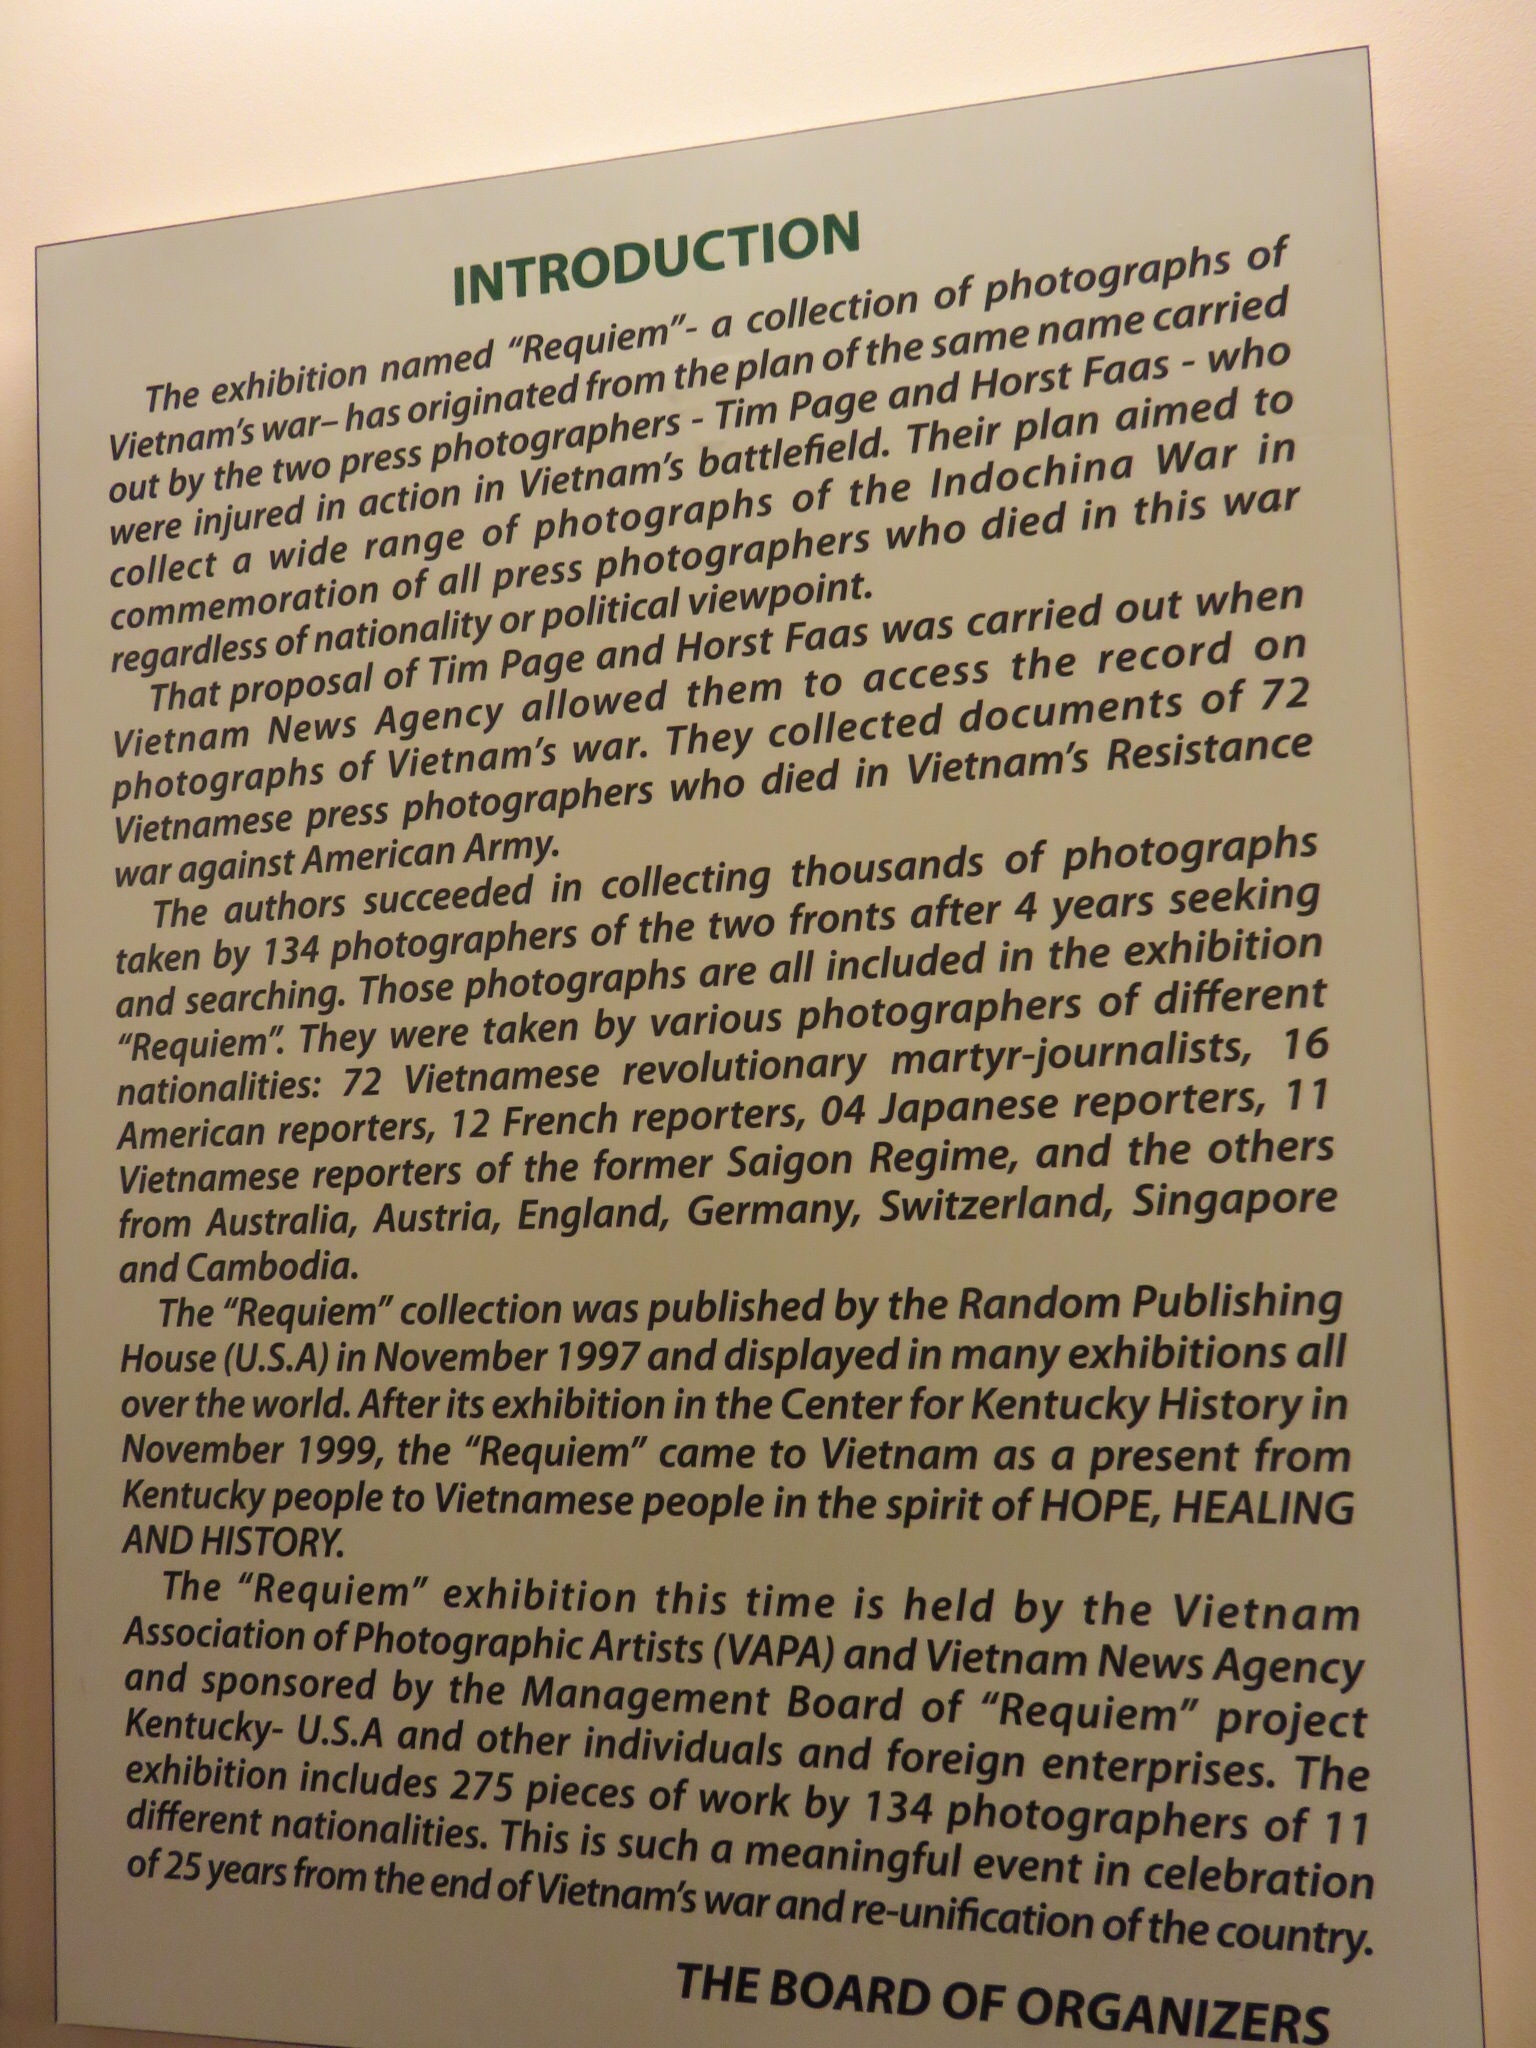 INTRODUCTION
The exhibition named “Requiem”- a collection of photographs of
Vietnam’s war– has originated from the plan of the same name carried
out by the two press photographers - Tim Page and Horst Faas - who
were injured in action in Vietnam’s battlefield. Their plan aimed to
collect a wide range of photographs of the Indochina War in
commemoration of all press photographers who died in this war
regardless of nationality or political viewpoint.
That proposal of Tim Page and Horst Faas was carried out when
Vietnam News Agency allowed them to access the record on
photographs of Vietnam’s war. They collected documents of 72
Vietnamese press photographers who died in Vietnam’s Resistance
war against American Army.
The authors succeeded in collecting thousands of photographs
taken by 134 photographers of the two fronts after 4 years seeking
and searching. Those photographs are all included in the exhibition
“Requiem”. They were taken by various photographers of different
nationalities: 72 Vietnamese revolutionary martyr-journalists, 16
American reporters, 12 French reporters, 04 Japanese reporters, 11
Vietnamese reporters of the former Saigon Regime, and the others
from Australia, Austria, England, Germany, Switzerland, Singapore
and Cambodia.
The “Requiem” collection was published by the Random Publishing
House (U.S.A) in November 1997 and displayed in many exhibitions all
over the world. After its exhibition in the Center for Kentucky History in
November 1999, the “Requiem” came to Vietnam as a present from
Kentucky people to Vietnamese people in the spirit of HOPE, HEALING
AND HISTORY.
The “Requiem” exhibition this time is held by the Vietnam
Association of Photographic Artists (VAPA) and Vietnam News Agency
and sponsored by the Management Board of “Requiem” project
Kentucky- U.S.A and other individuals and foreign enterprises. The
exhibition includes 275 pieces of work by 134 photographers of 11
different nationalities. This is such a meaningful event in celebration
of 25 years from the end of Vietnam’s war and re-unification of the country.
THE BOARD OF ORGANIZERS